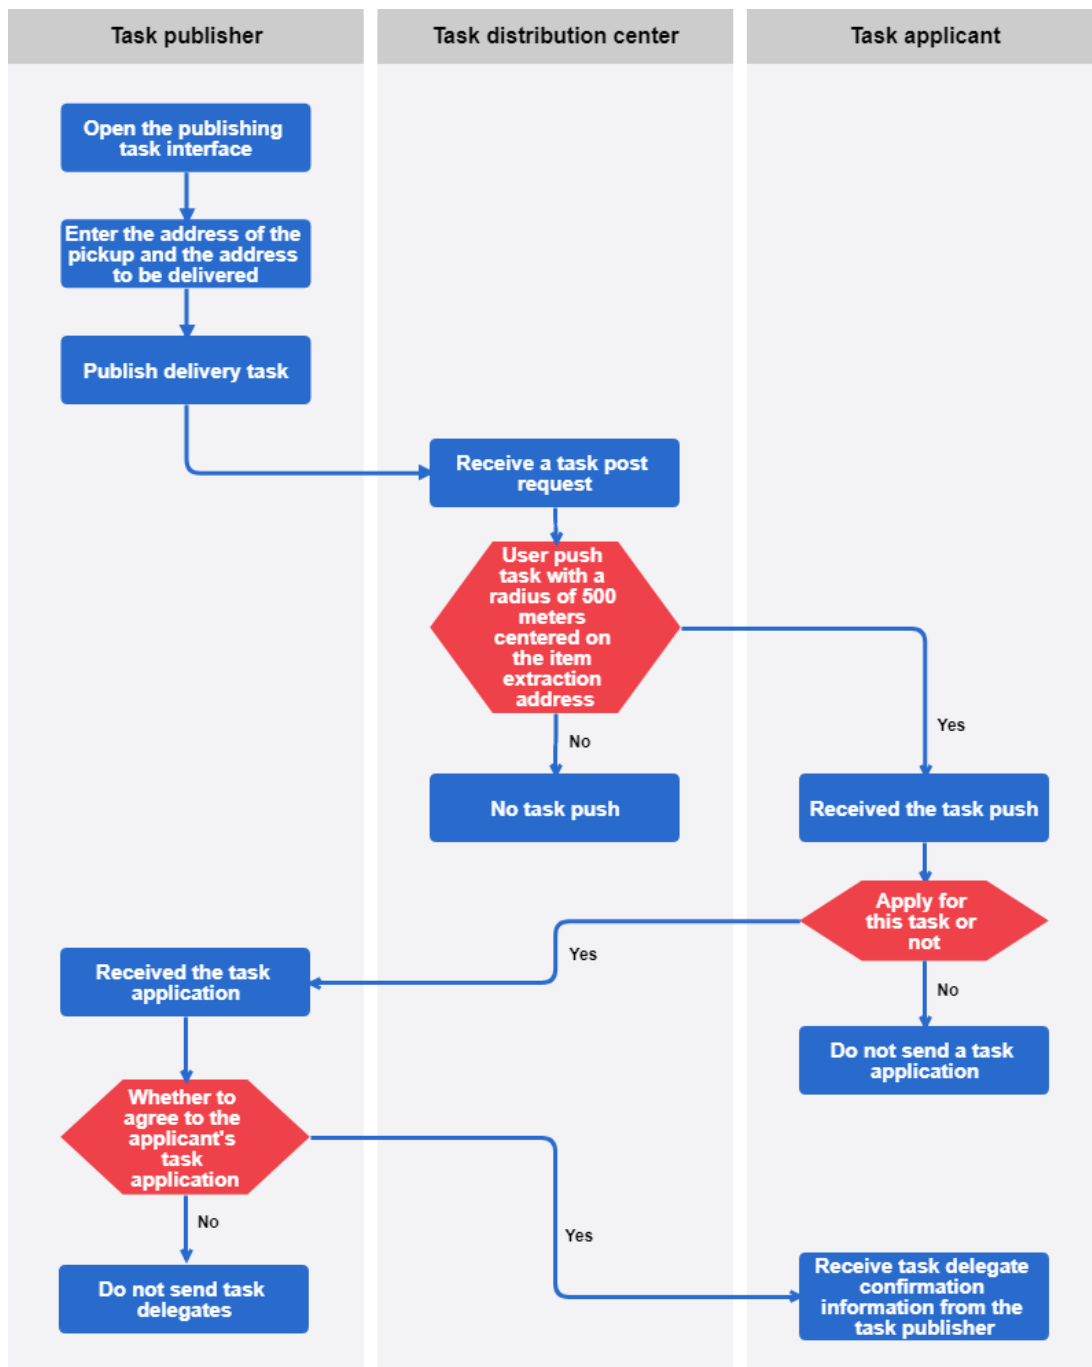 Task publisher
Task distribution center
Task applicant
Open the publishing
task interface
Enter the address of the
pickup and the address
to be delivered
Publish delivery task
Receive a task post
request
User push
task with a
radius of 500
meters
centered on
the item
extraction
address
No
Yes
No task push
Received the task push
Apply for
this task or
not
Yes
No
Received the task
application
Do not send a task
application
Whether to
agree to the
applicant's
task
application
No
Yes
Do not send task
delegates
Receive task delegate
confirmation
information from the
task publisher